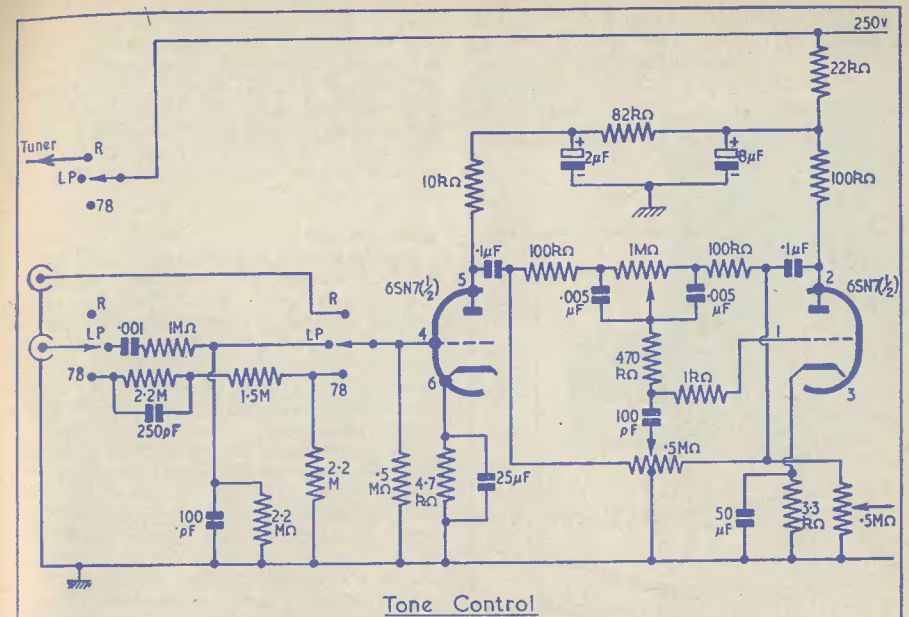 250v
22kΩ
82kΩ
Tuner
R
LP
78
+
2μF
-
+
8μF
-
10kΩ
100kΩ
·1μF
100kΩ
1MΩ
100kΩ
·1μF
6SN7(½)
5
2
6SN7(½)
·005
μF
·005
μF
R
R
LP
·001
1MΩ
LP
4
1
78
2·2M
1·5M
78
250pF
6
470
kΩ
1kΩ
3
100
pF
·5MΩ
2·2
M
·5
MΩ
4·7
kΩ
25μF
100
pF
2·2
MΩ
50
μF
3·3
kΩ
·5MΩ
Tone Control